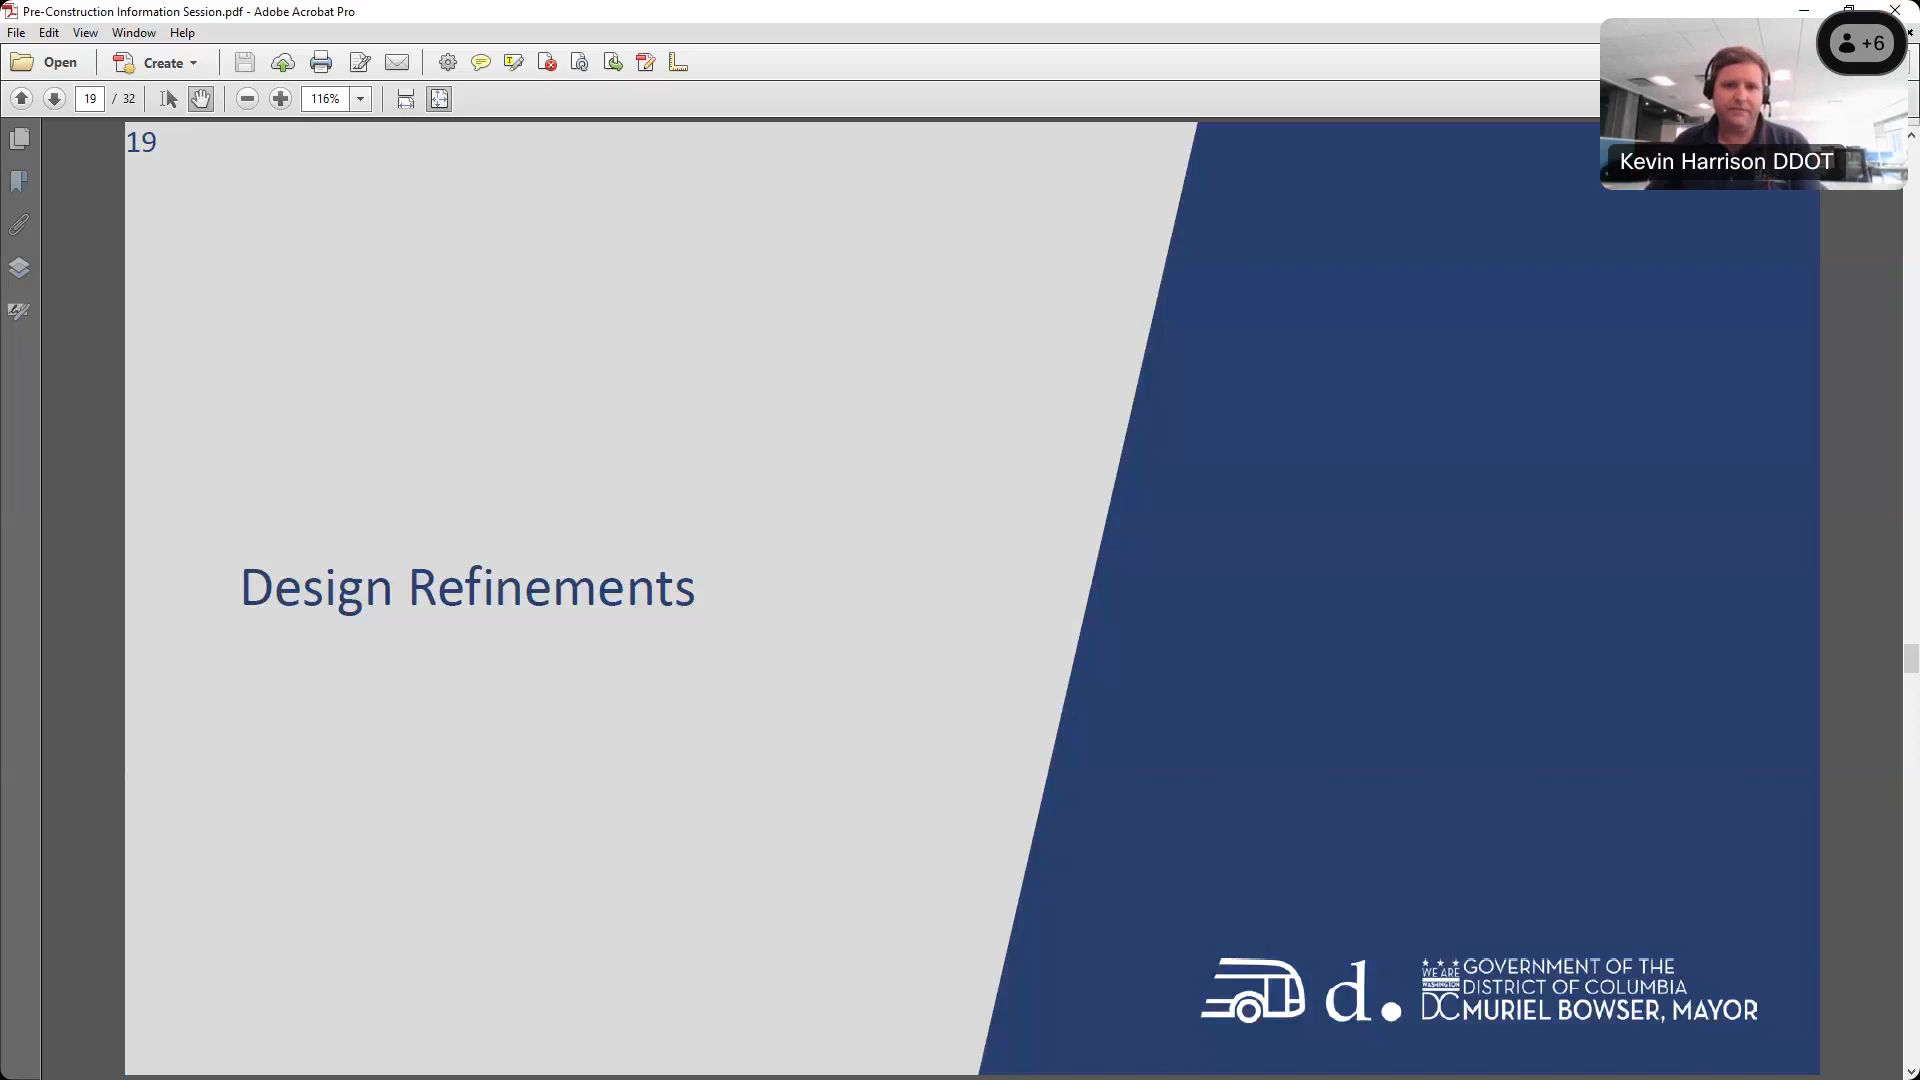 Pre-Construction Information Session.pdf - Adobe Acrobat Pro
File Edit View Window Help
Open Create
19 / 32 116%
+6
Kevin Harrison DDOT
19
Design Refinements
d.
WE ARE
WASHINGTON
DC
GOVERNMENT OF THE
DISTRICT OF COLUMBIA
MURIEL BOWSER, MAYOR